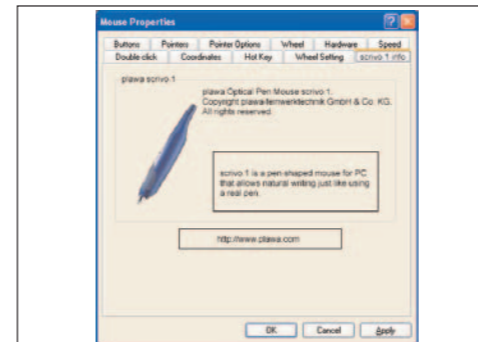 Mouse Properties
Buttons Pointers Pointer Options Wheel Hardware Speed
Double-click Coordinates Hot Key Wheel Setting scrivo 1 info
plawa scrivo 1
plawa Optical Pen Mouse scrivo 1.
Copyright plawa-feinwerktechnik GmbH & Co. KG.
All rights reserved.
scrivo 1 is a pen-shaped mouse for PC
that allows natural writing just like using
a real pen.
http://www.plawa.com
OK Cancel Apply